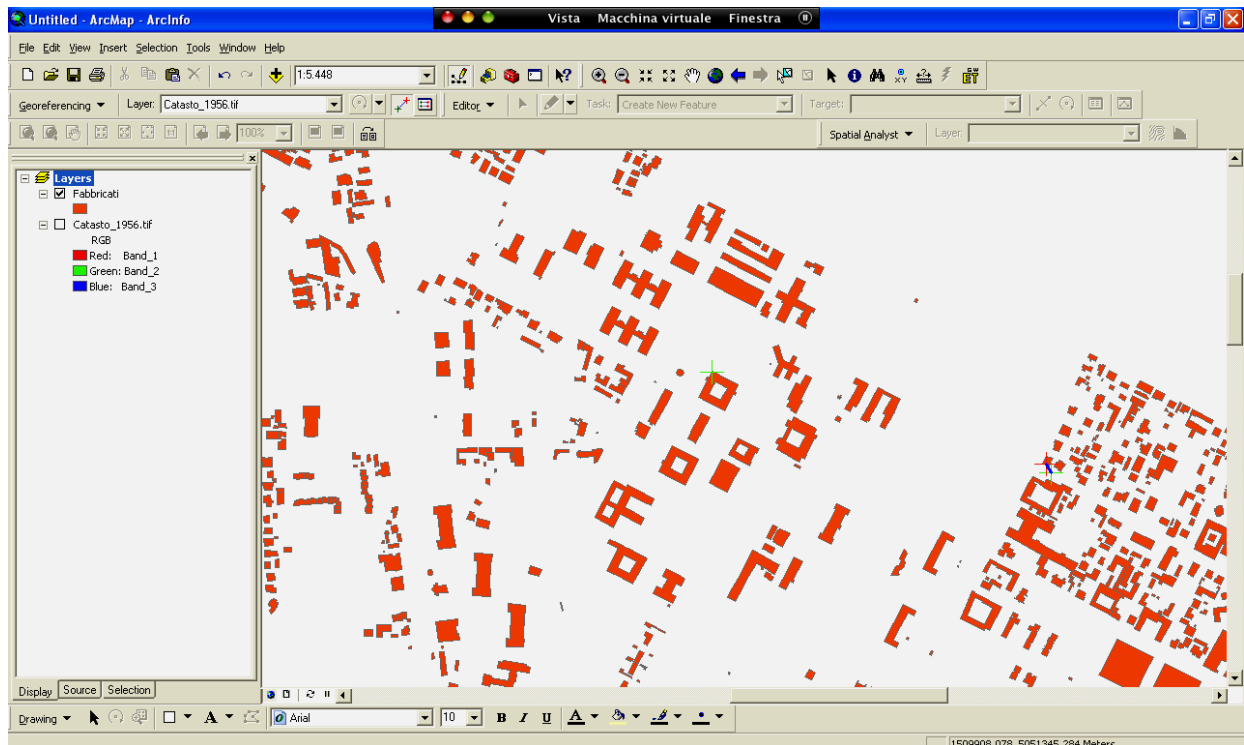 Untitled - ArcMap - ArcInfo
Vista Macchina virtuale Finestra
File Edit View Insert Selection Tools Window Help
1:5.448
Georeferencing Layer: Catasto_1956.tif Editor Task: Create New Feature Target:
100% Spatial Analyst Layer:
Layers
Fabbricati
Catasto_1956.tif
RGB
Red: Band_1
Green: Band_2
Blue: Band_3
Display Source Selection
Drawing A Arial 10 B I U A
1509908,078 5051345,284 Meters